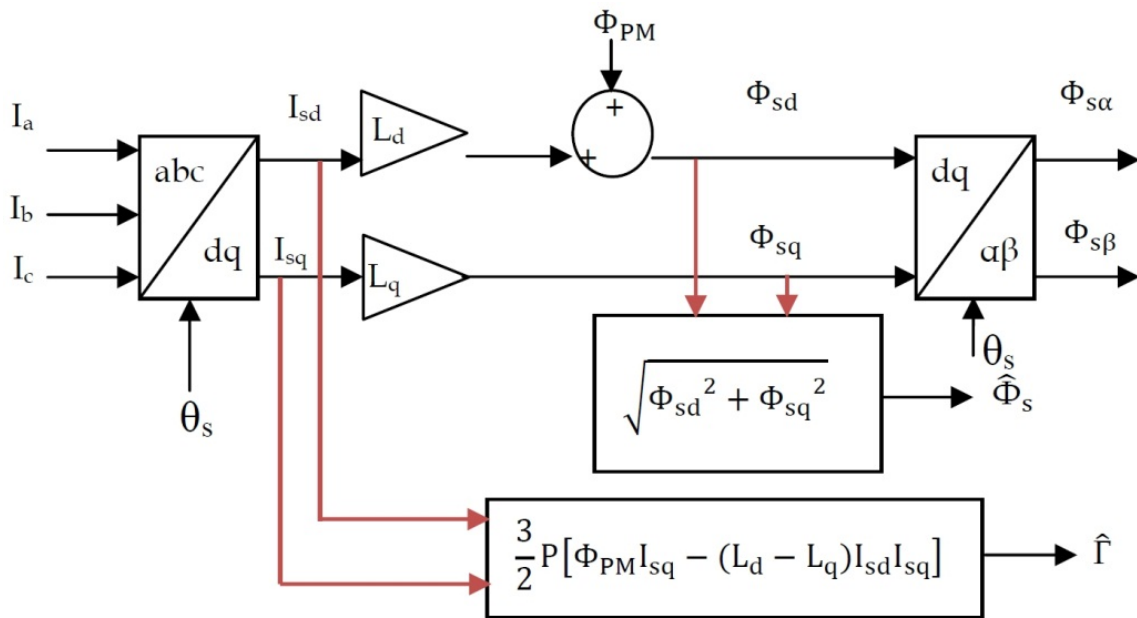 Φ_PM
I_a
I_sd
L_d
+
+
Φ_sd
Φ_sα
abc
dq
I_b
dq
αβ
I_c
I_sq
L_q
Φ_sq
Φ_sβ
θ_s
θ_s
√(Φ_sd² + Φ_sq²)
Φ̂_s
3/2 P[Φ_PM I_sq − (L_d − L_q)I_sd I_sq]
Γ̂